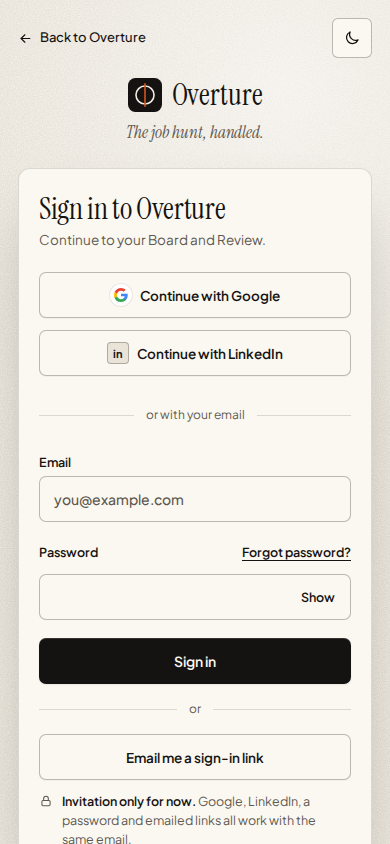 ← Back to Overture
Overture
The job hunt, handled.
Sign in to Overture
Continue to your Board and Review.
Continue with Google
in Continue with LinkedIn
or with your email
Email
you@example.com
Password Forgot password?
Show
Sign in
or
Email me a sign-in link
Invitation only for now. Google, LinkedIn, a
password and emailed links all work with the
same email.